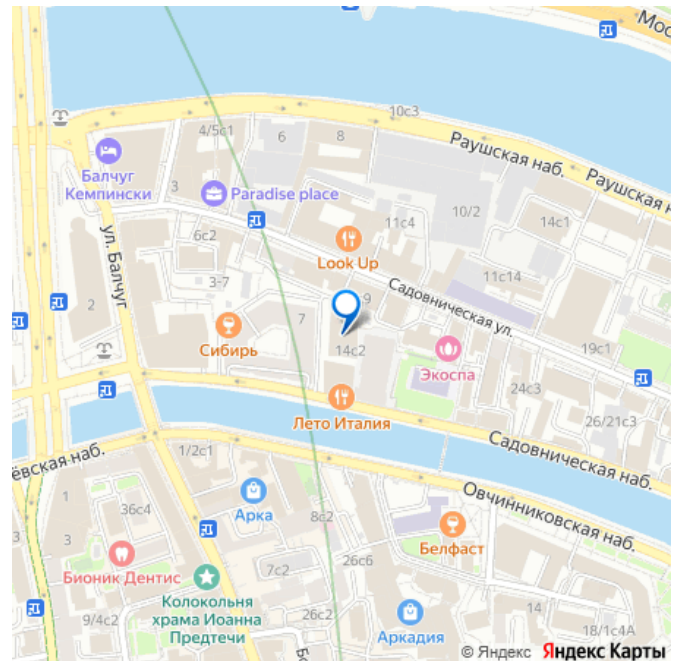 Мос
10с3
4/5с1
6
8
Раушская наб.
Раушская н
Балчуг
Кемпински
3
Paradise place
10/2
14с1
11с4
6с2
Look Up
ул. Балчуг
11с14
3-7
Садовническая ул.
9
2
7
Сибирь
14с2
19с1
Экоспа
24с3
Лето Италия
26/21с3
Садовническая наб.
ёвская наб.
1/2с1
Овчинниковская наб.
1
36с4
Арка
8с2
3
Белфаст
Бионик Дентис
7с2
26с6
Колокольня
храма Иоанна
Предтечи
9/4с2
26с2
Бо
14
18/1с4А
Аркадия
© Яндекс Яндекс Карты